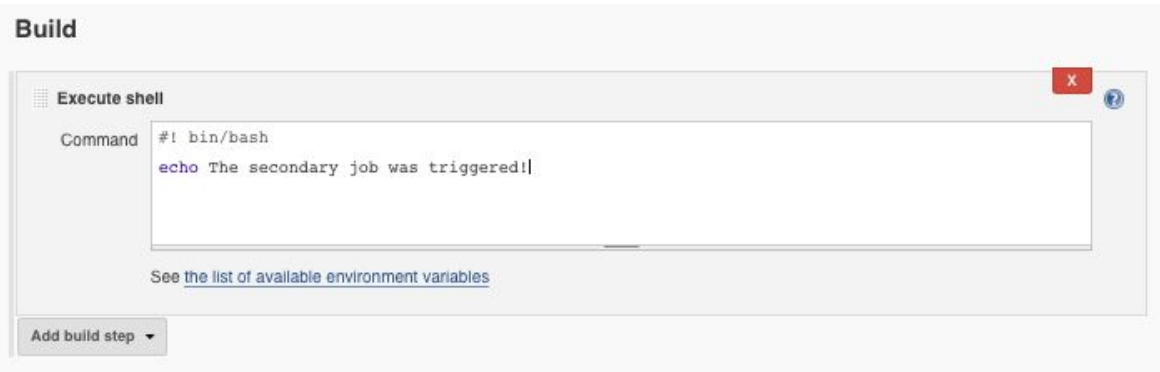 Build
X
Execute shell
?
Command
#! bin/bash
echo The secondary job was triggered!
See the list of available environment variables
Add build step